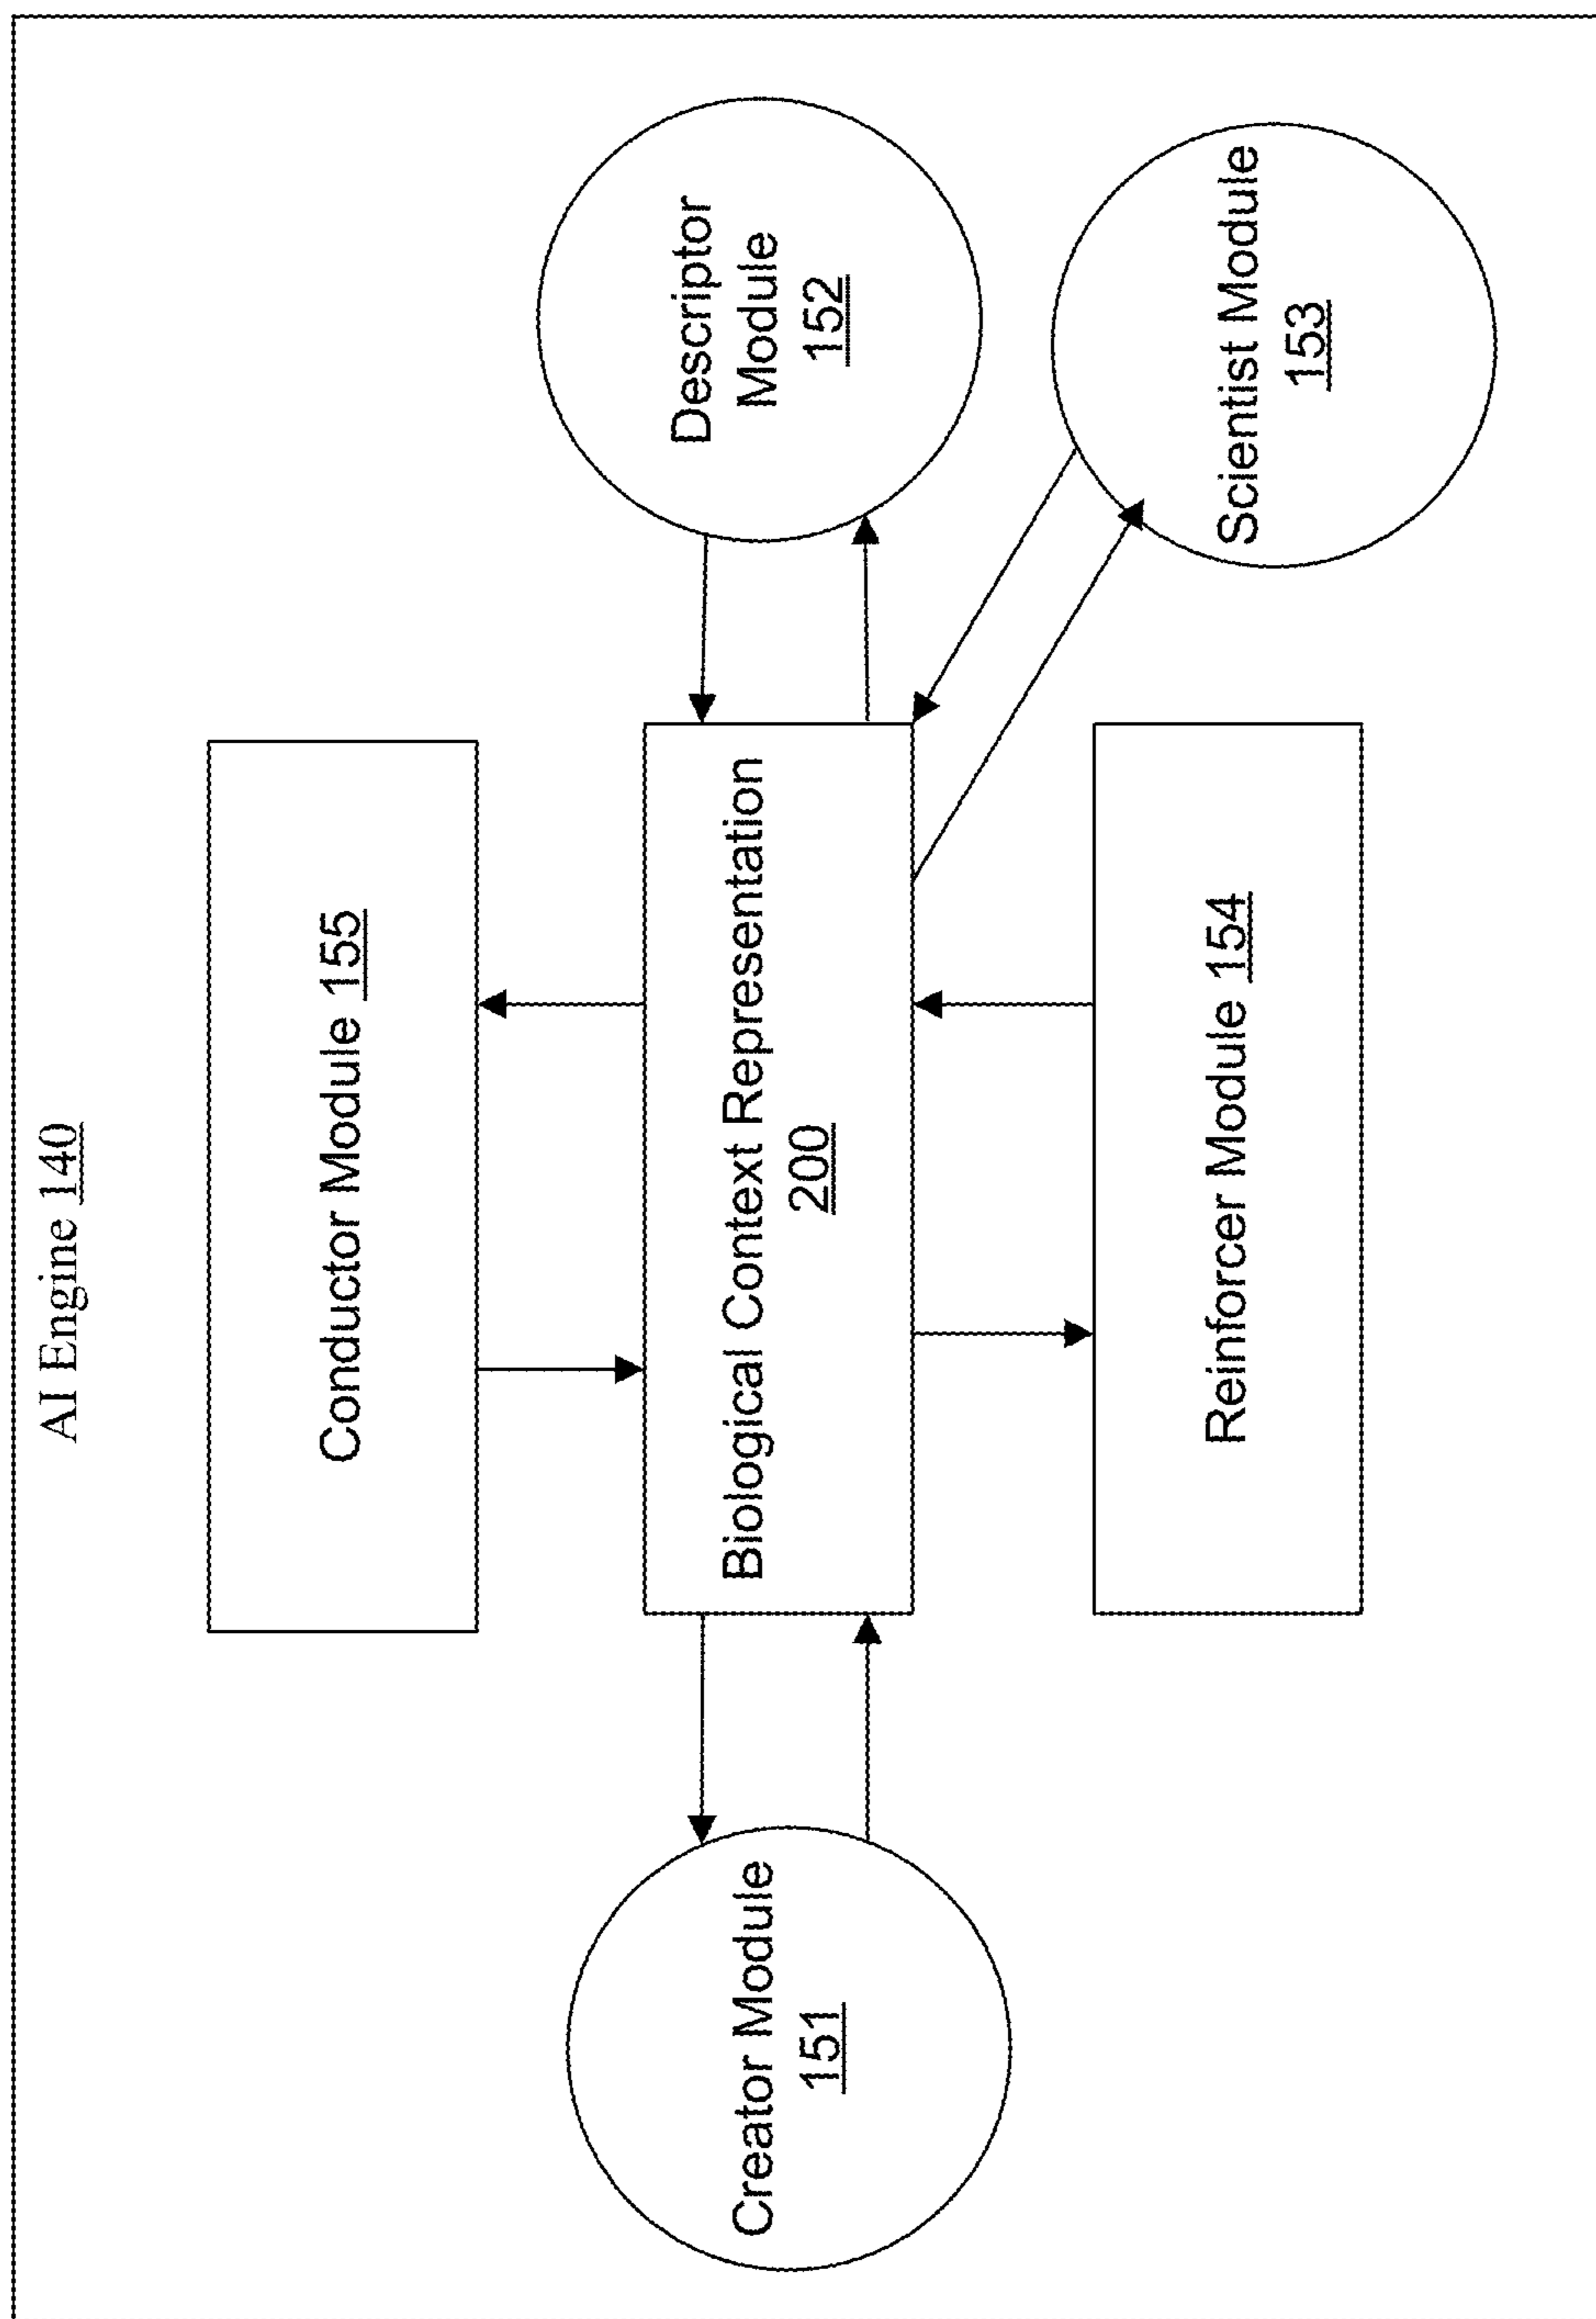 AI Engine 140
Conductor Module 155
Creator Module
151
Biological Context Representation
200
Descriptor
Module
152
Reinforcer Module 154
Scientist Module
153